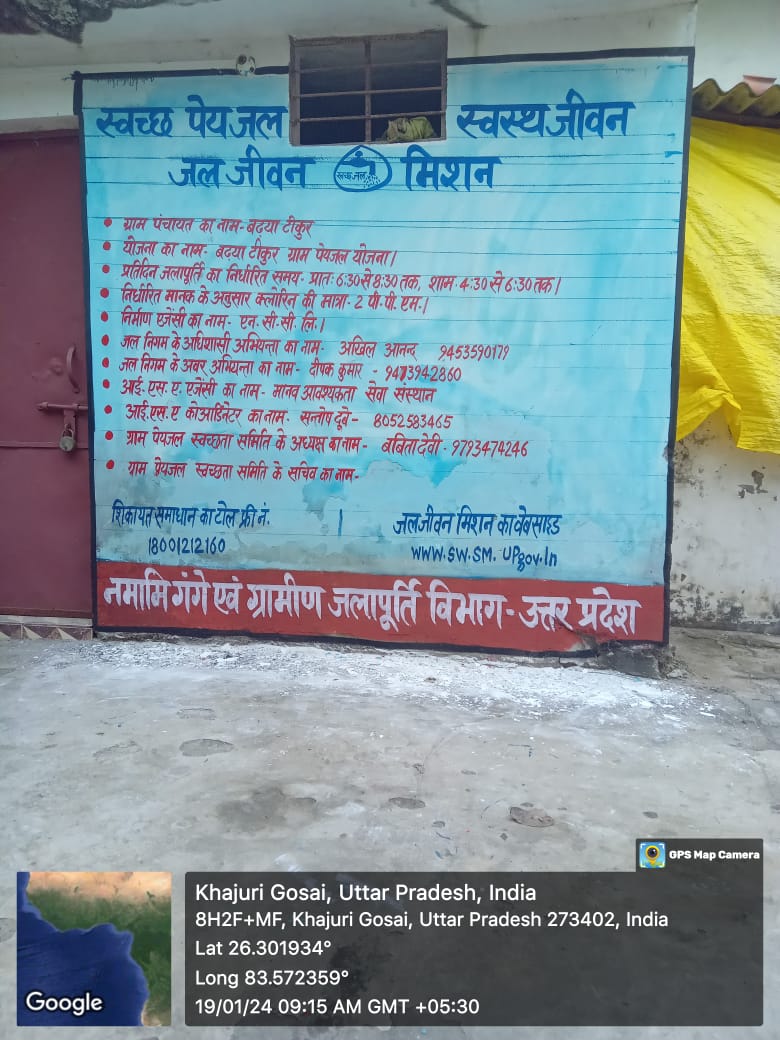 स्वच्छ पेयजल स्वस्थ जीवन
जल जीवन मिशन
ग्राम पंचायत का नाम- बढ़या टीकुर
योजना का नाम- बढ़या टीकुर ग्राम पेयजल योजना।
प्रतिदिन जलापूर्ति का निर्धारित समय- प्रातः 6:30 से 8:30 तक, शाम- 4:30 से 6:30 तक।
निर्धारित मानक के अनुसार क्लोरिन की मात्रा- 2 पी.पी.एम.।
निर्माण एजेंसी का नाम- एन.सी.सी.लि.।
जल निगम के अधिशासी अभियन्ता का नाम- अखिल आनन्द 9453590179
जल निगम के अवर अभियन्ता का नाम- दीपक कुमार - 9473942860
आई.एस.ए. एजेंसी का नाम- मानव आवश्यकता सेवा संस्थान
आई.एस.ए कोआर्डिनेटर का नाम- सन्तोष दूबे- 8052583465
ग्राम पेयजल स्वच्छता समिति के अध्यक्ष का नाम- बबिता देवी- 9793474246
ग्राम पेयजल स्वच्छता समिति के सचिव का नाम-
शिकायत समाधान का टोल फ्री नं. | जल जीवन मिशन का वेबसाइड
18001212160 www.sw.sm.upgov.in
नमामि गंगे एवं ग्रामीण जलापूर्ति विभाग- उत्तर प्रदेश
GPS Map Camera
Khajuri Gosai, Uttar Pradesh, India
8H2F+MF, Khajuri Gosai, Uttar Pradesh 273402, India
Lat 26.301934°
Long 83.572359°
19/01/24 09:15 AM GMT +05:30
Google